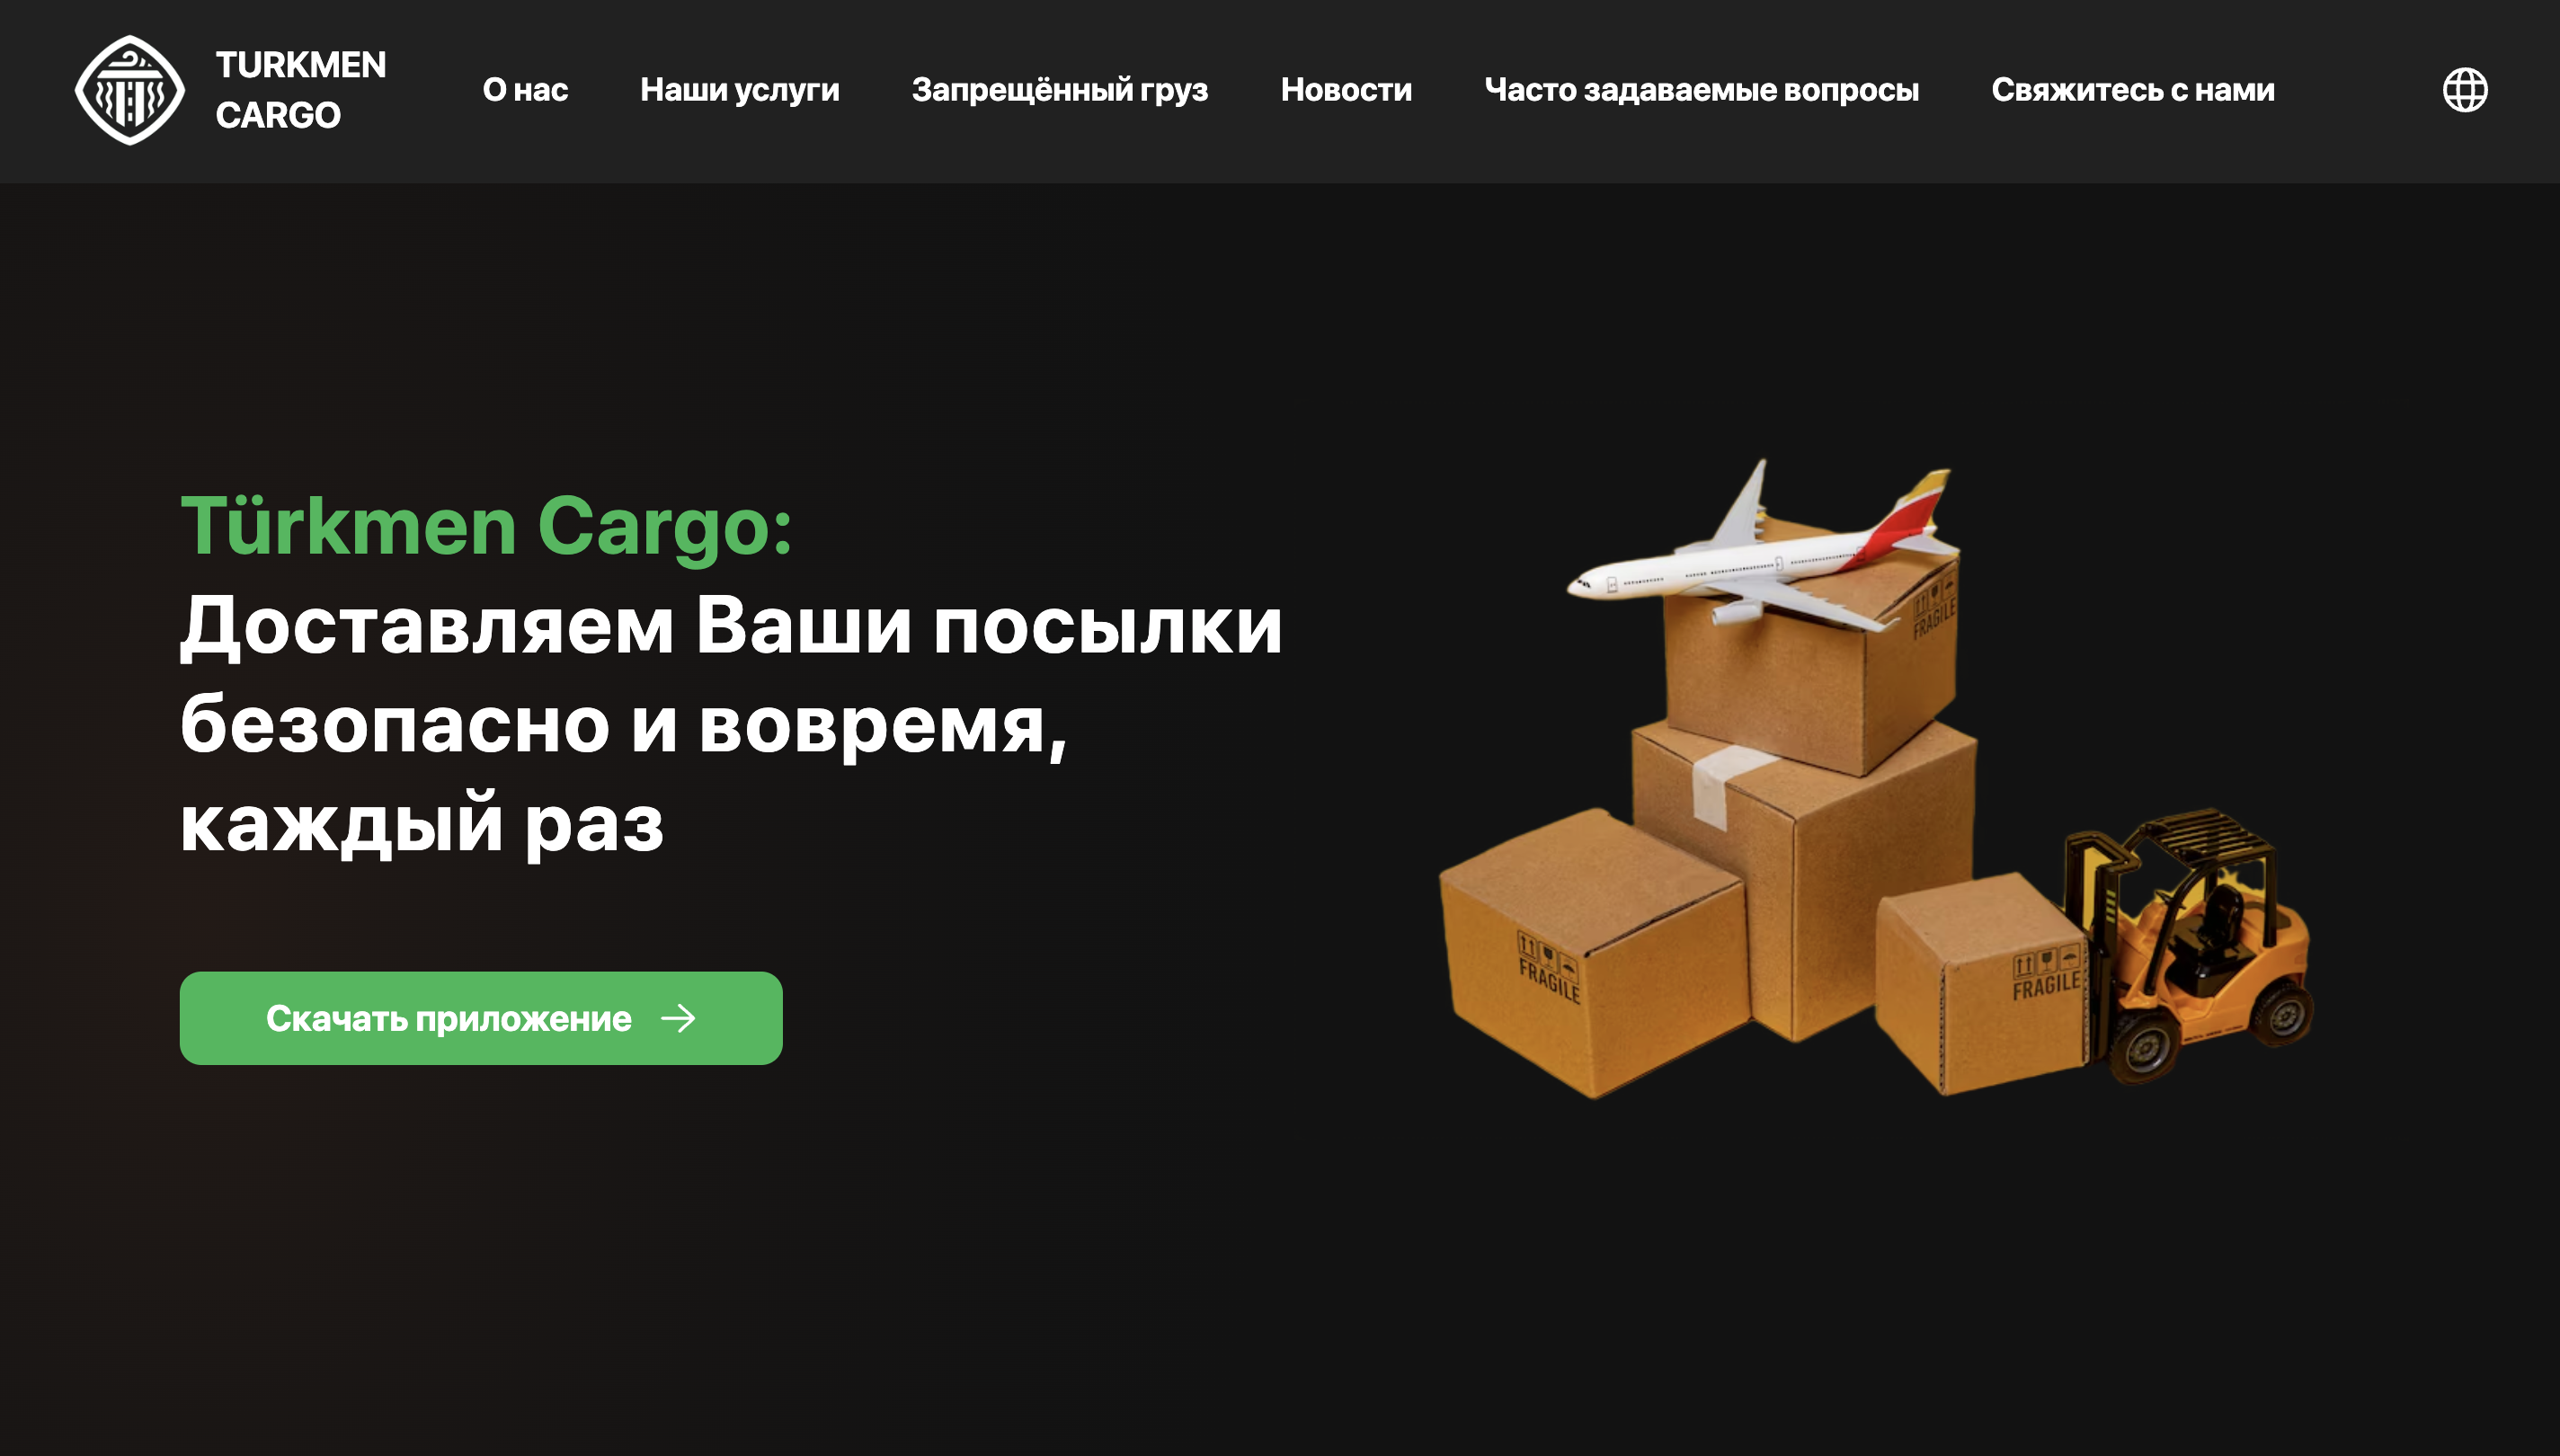 TURKMEN
CARGO
О нас
Наши услуги
Запрещённый груз
Новости
Часто задаваемые вопросы
Свяжитесь с нами
Türkmen Cargo:
Доставляем Ваши посылки
безопасно и вовремя,
каждый раз
Скачать приложение
FRAGILE
FRAGILE
FRAGILE